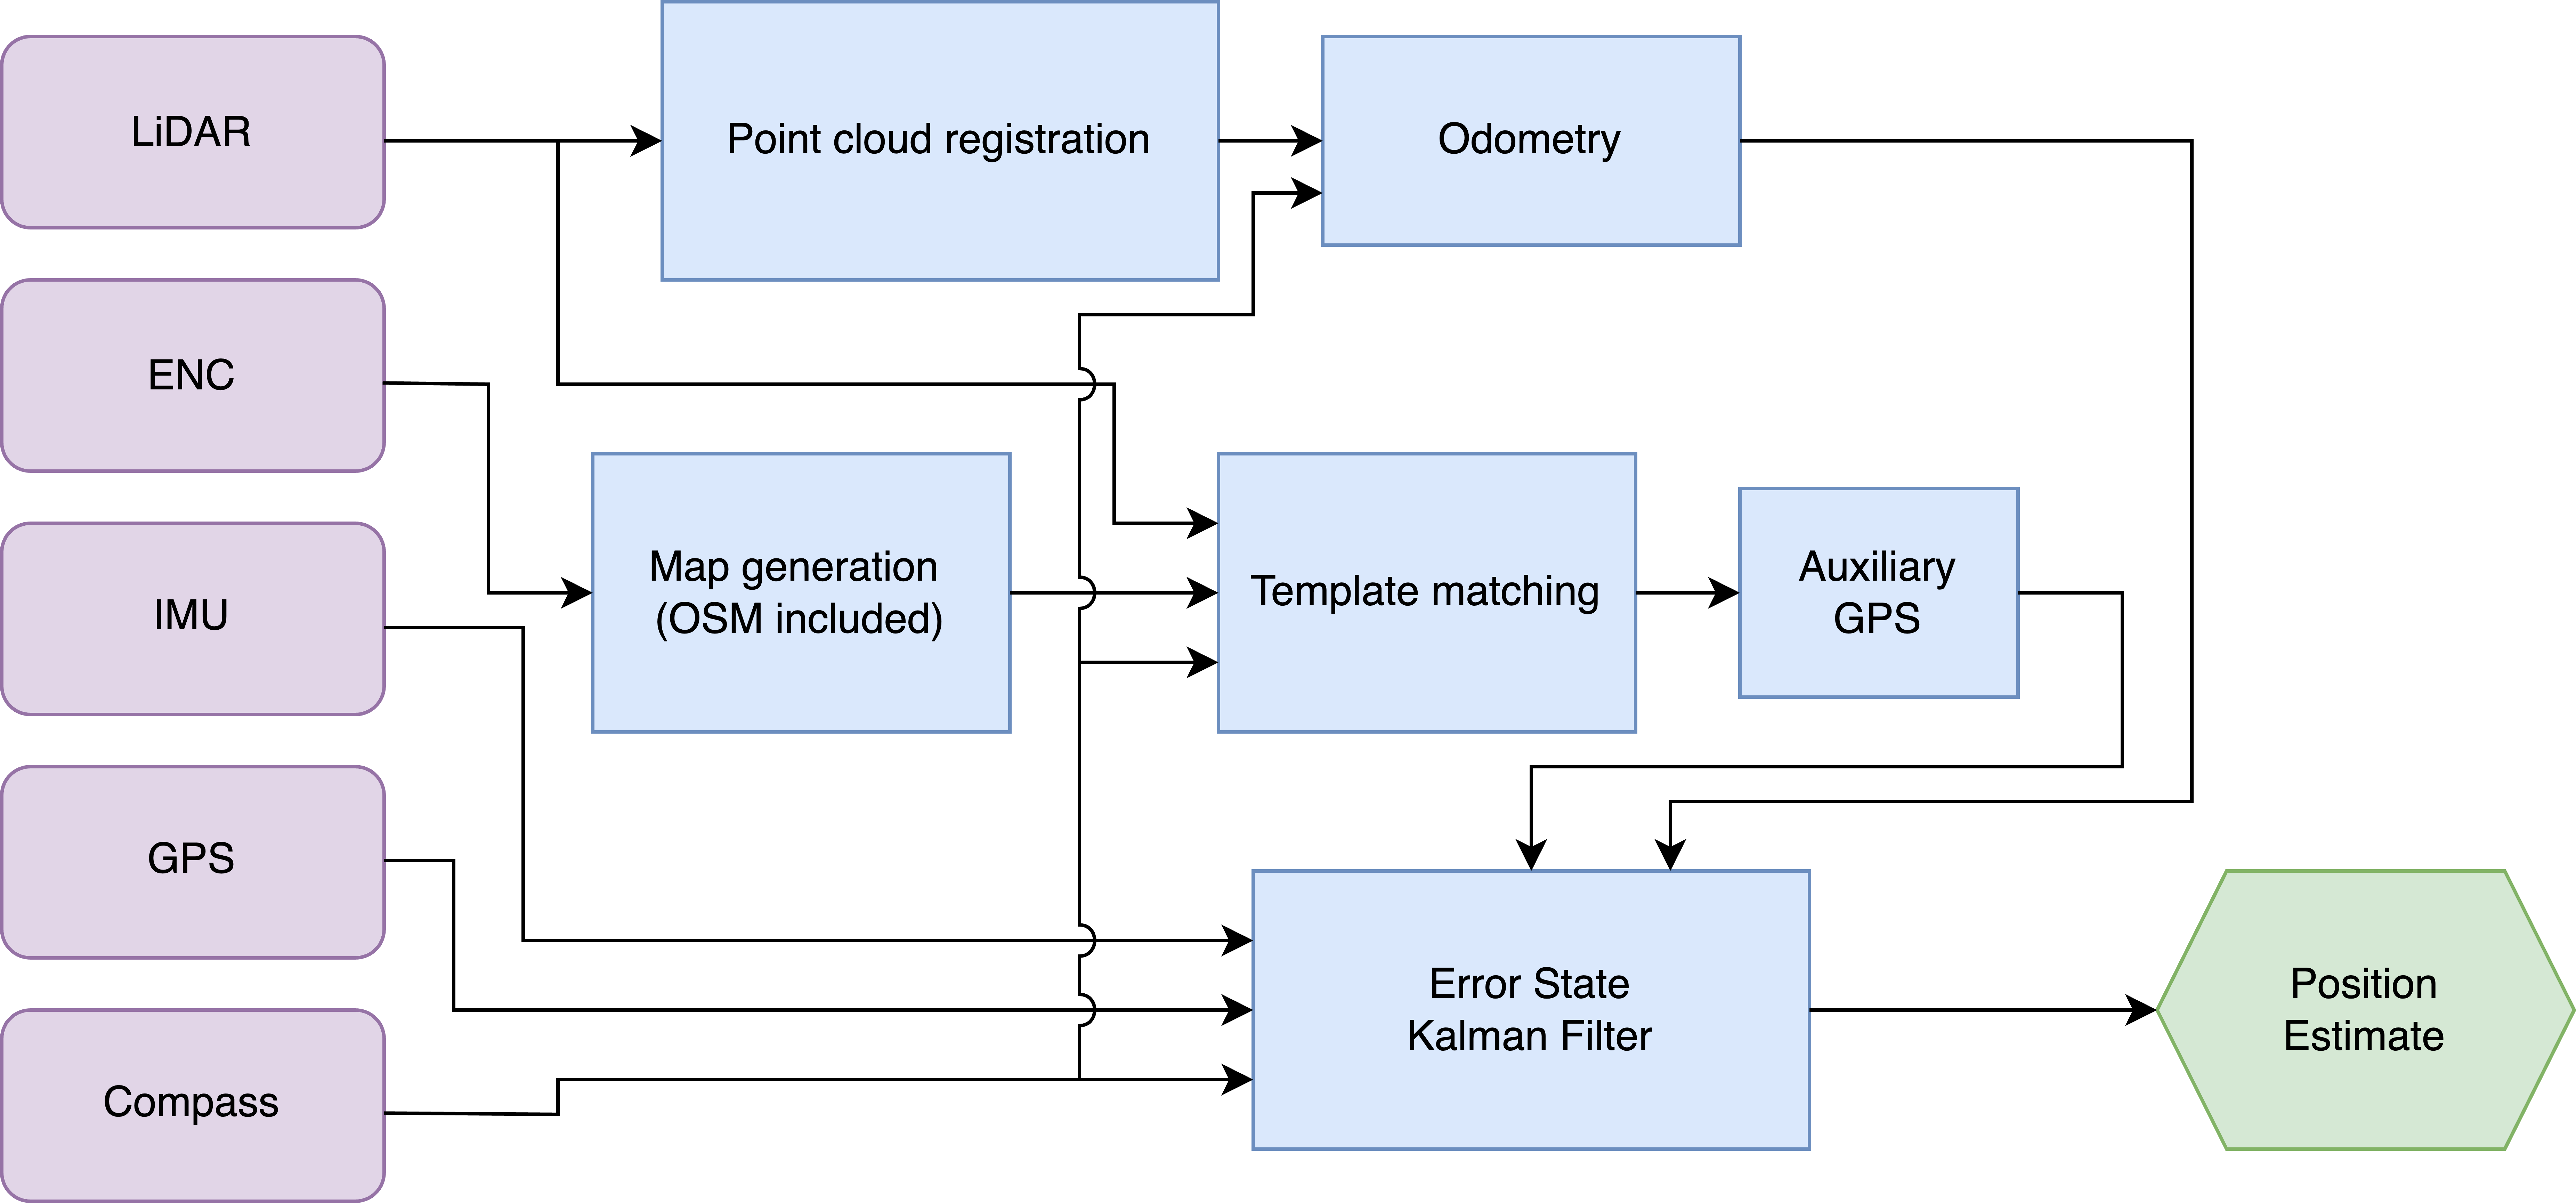 LiDAR
Point cloud registration
Odometry
ENC
IMU
Map generation
(OSM included)
Template matching
Auxiliary
GPS
GPS
Error State
Kalman Filter
Position
Estimate
Compass